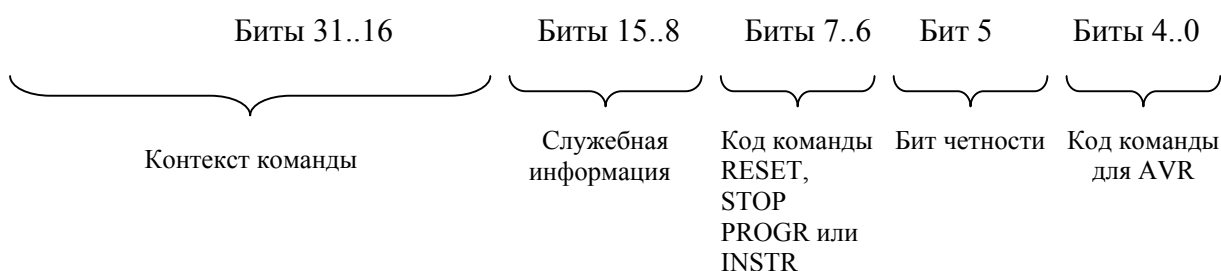 Биты 31..16 Биты 15..8 Биты 7..6 Бит 5 Биты 4..0
Контекст команды
Служебная
информация
Код команды
RESET,
STOP
PROGR или
INSTR
Бит четности
Код команды
для AVR